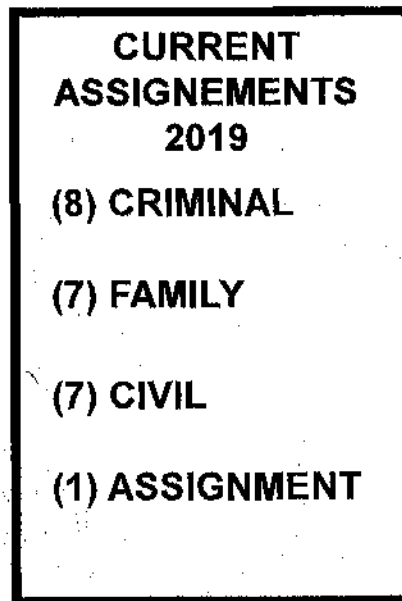 CURRENT
ASSIGNEMENTS
2019
(8) CRIMINAL
(7) FAMILY
(7) CIVIL
(1) ASSIGNMENT